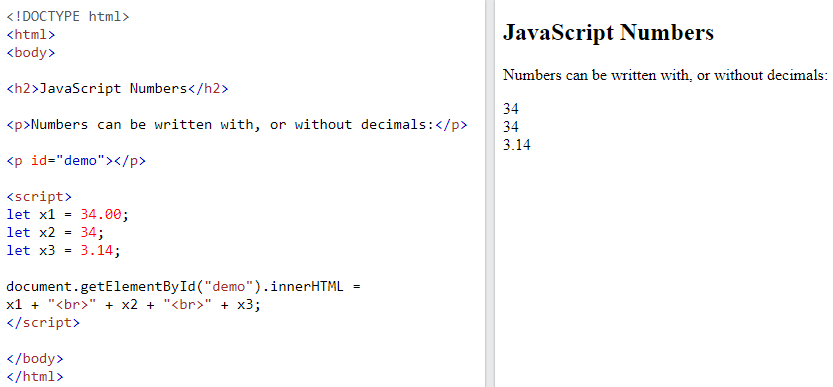 <!DOCTYPE html>
<html>
<body>
<h2>JavaScript Numbers</h2>
<p>Numbers can be written with, or without decimals:</p>
<p id="demo"></p>
<script>
let x1 = 34.00;
let x2 = 34;
let x3 = 3.14;
document.getElementById("demo").innerHTML =
x1 + "<br>" + x2 + "<br>" + x3;
</script>
</body>
</html>
JavaScript Numbers
Numbers can be written with, or without decimals:
34
34
3.14